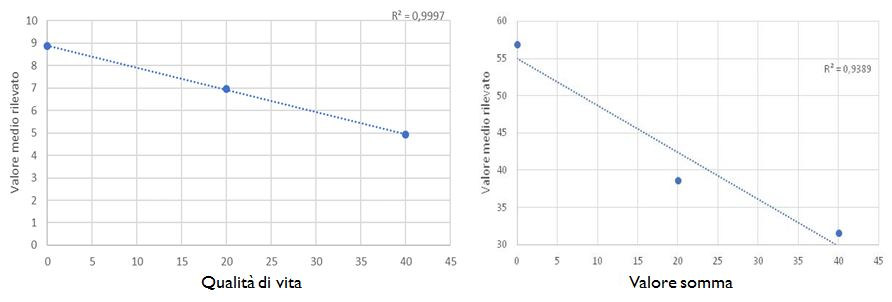 R² = 0,9997
Valore medio rilevato
10
9
8
7
6
5
4
3
2
1
0
0 5 10 15 20 25 30 35 40 45
Qualità di vita
R² = 0,9389
Valore medio rilevato
60
55
50
45
40
35
30
0 5 10 15 20 25 30 35 40 45
Valore somma